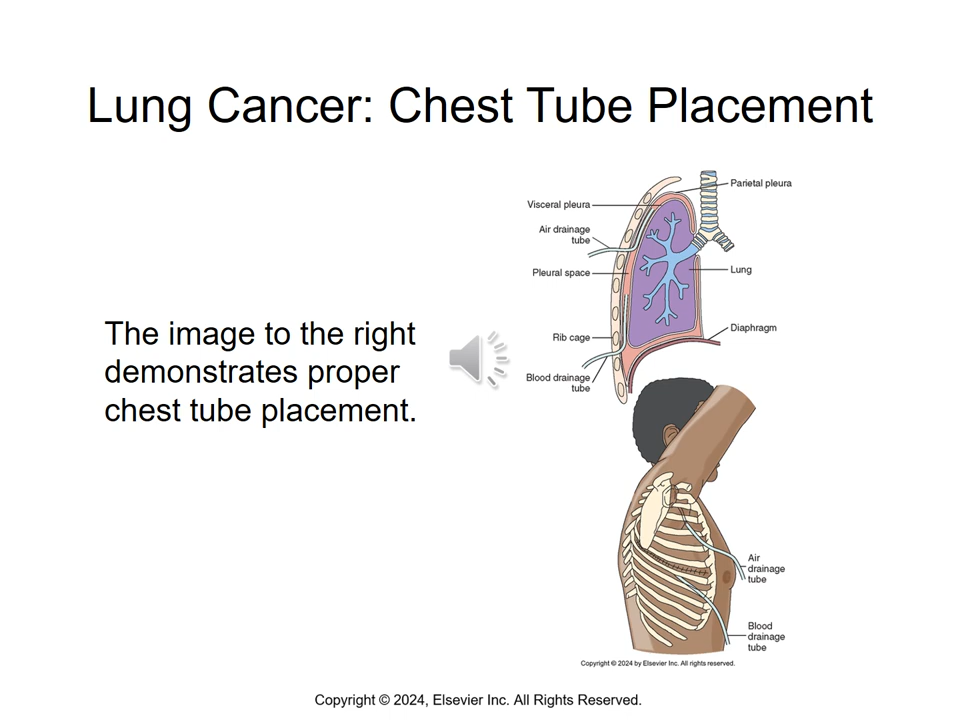 Lung Cancer: Chest Tube Placement
The image to the right
demonstrates proper
chest tube placement.
Parietal pleura
Visceral pleura
Air drainage
tube
Pleural space
Lung
Rib cage
Diaphragm
Blood drainage
tube
Air
drainage
tube
Blood
drainage
tube
Copyright © 2024 by Elsevier Inc. All rights reserved.
Copyright © 2024, Elsevier Inc. All Rights Reserved.